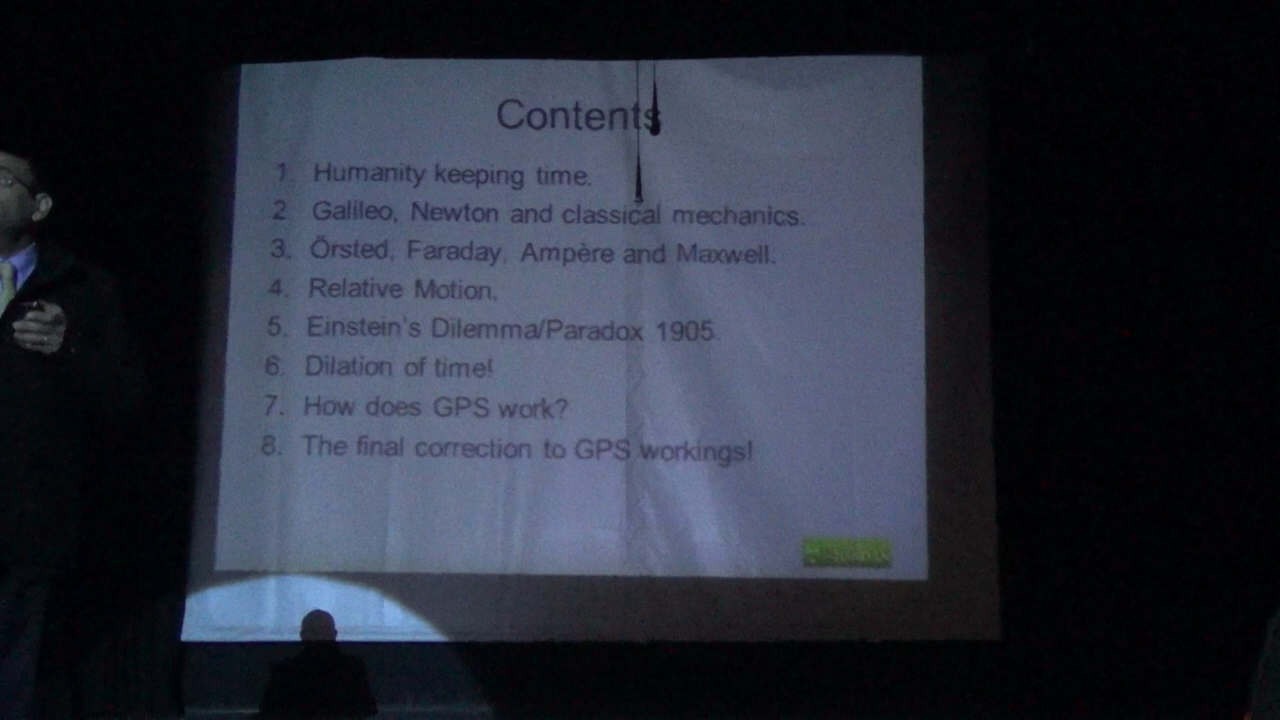 Contents
1. Humanity keeping time.
2 Galileo, Newton and classical mechanics.
3. Örsted, Faraday, Ampère and Maxwell.
4. Relative Motion.
5. Einstein's Dilemma/Paradox 1905.
6. Dilation of time!
7. How does GPS work?
8. The final correction to GPS workings!